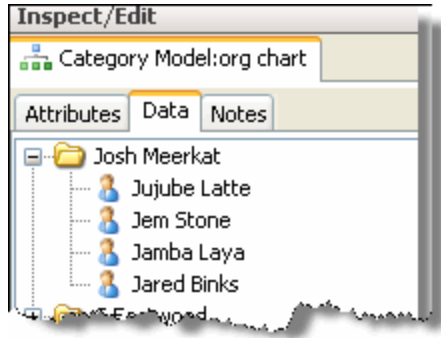 Inspect/Edit
Category Model:org chart
Attributes Data Notes
Josh Meerkat
Jujube Latte
Jem Stone
Jamba Laya
Jared Binks